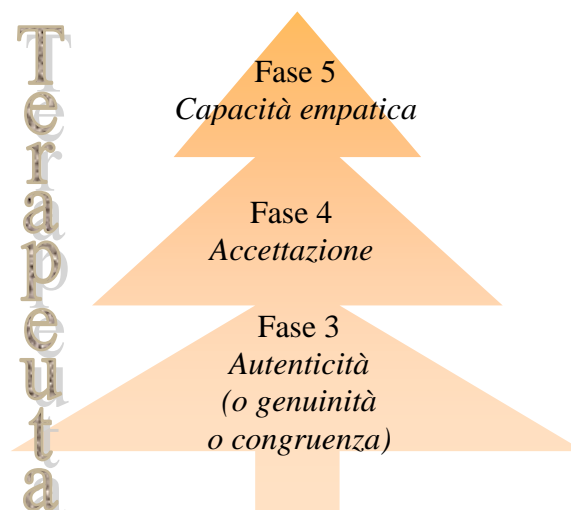 Terapeuta
Fase 5
Capacità empatica
Fase 4
Accettazione
Fase 3
Autenticità
(o genuinità
o congruenza)